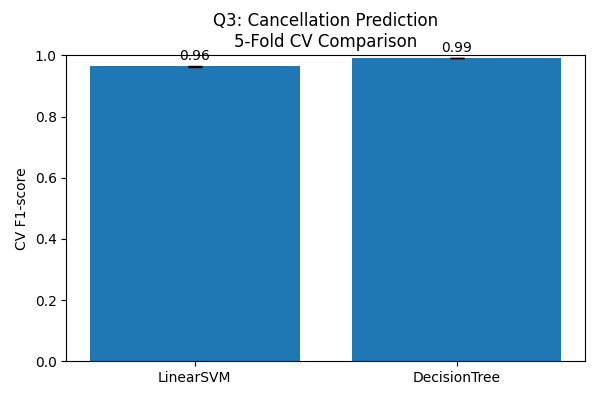 Q3: Cancellation Prediction
5-Fold CV Comparison
0.96
0.99
1.0
0.8
0.6
0.4
0.2
0.0
CV F1-score
LinearSVM
DecisionTree